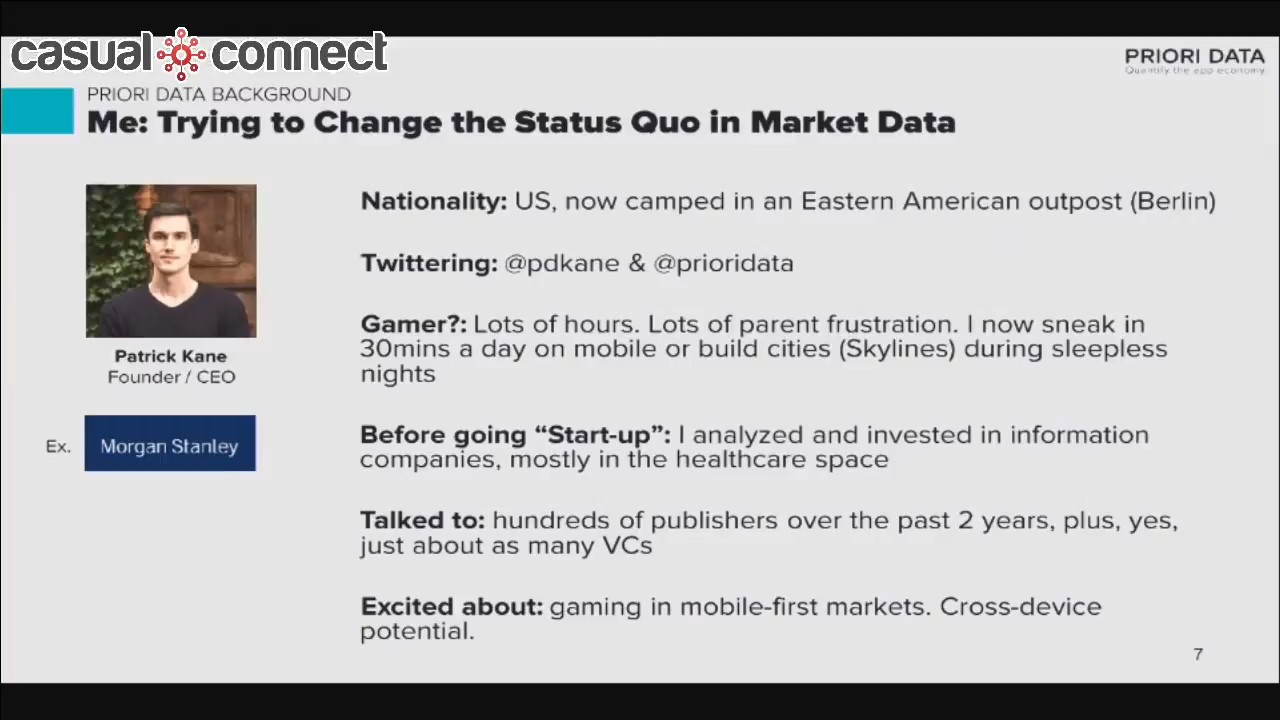 casual connect
PRIORI DATA
Quantify the app economy
PRIORI DATA BACKGROUND
Me: Trying to Change the Status Quo in Market Data
Patrick Kane
Founder / CEO
Ex.
Morgan Stanley
Nationality: US, now camped in an Eastern American outpost (Berlin)
Twittering: @pdkane & @prioridata
Gamer?: Lots of hours. Lots of parent frustration. I now sneak in
30mins a day on mobile or build cities (Skylines) during sleepless
nights
Before going “Start-up”: I analyzed and invested in information
companies, mostly in the healthcare space
Talked to: hundreds of publishers over the past 2 years, plus, yes,
just about as many VCs
Excited about: gaming in mobile-first markets. Cross-device
potential.
7